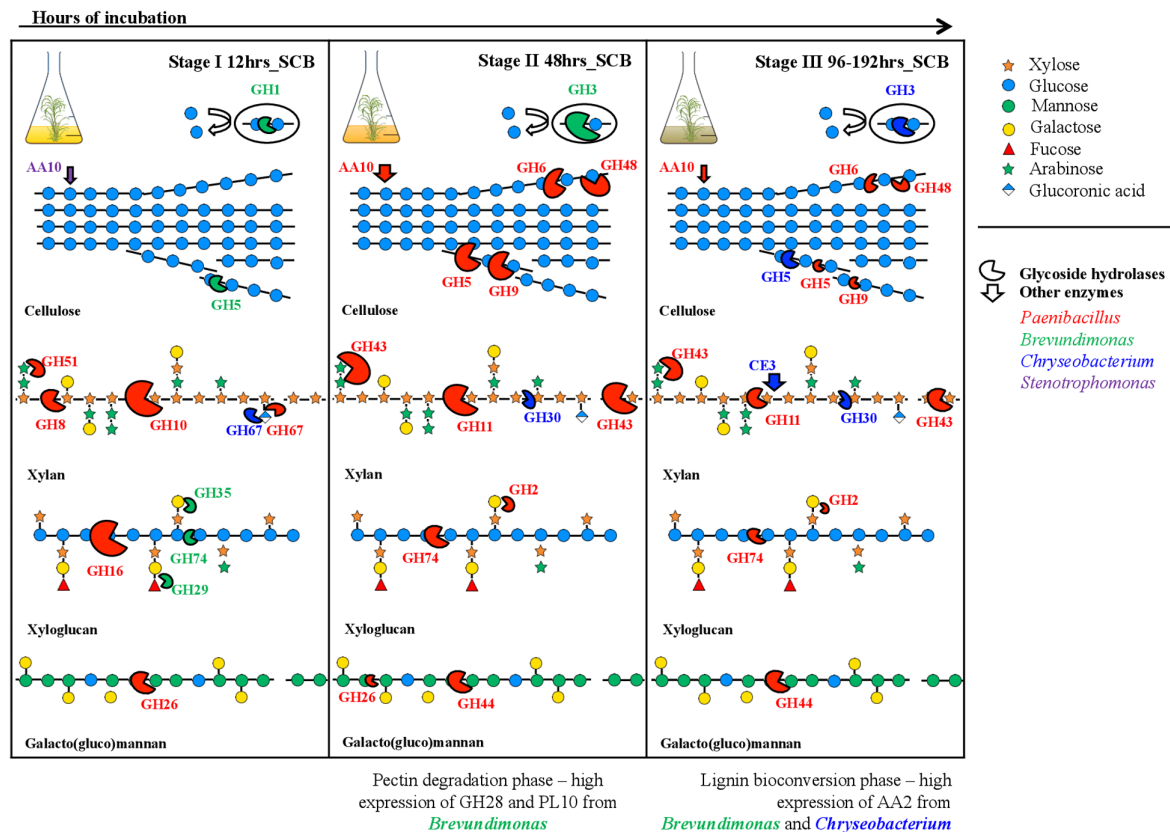 Hours of incubation
Stage I 12hrs_SCB
GH1
AA10
GH5
Cellulose
GH51
GH8
GH10
GH67
GH67
Xylan
GH35
GH74
GH16
GH29
Xyloglucan
GH26
Galacto(gluco)mannan
Stage II 48hrs_SCB
GH3
AA10
GH6
GH48
GH5
GH9
GH43
GH11
GH30
GH43
GH2
GH74
Xyloglucan
GH26
GH44
Galacto(gluco)mannan
Pectin degradation phase – high
expression of GH28 and PL10 from
Brevundimonas
Stage III 96-192hrs_SCB
GH3
AA10
GH6
GH48
GH5
GH5
GH9
GH43
CE3
GH11
GH30
GH43
GH2
GH74
Xyloglucan
GH44
Galacto(gluco)mannan
Lignin bioconversion phase – high
expression of AA2 from
Brevundimonas and Chryseobacterium
Xylose
Glucose
Mannose
Galactose
Fucose
Arabinose
Glucoronic acid
Glycoside hydrolases
Other enzymes
Paenibacillus
Brevundimonas
Chryseobacterium
Stenotrophomonas